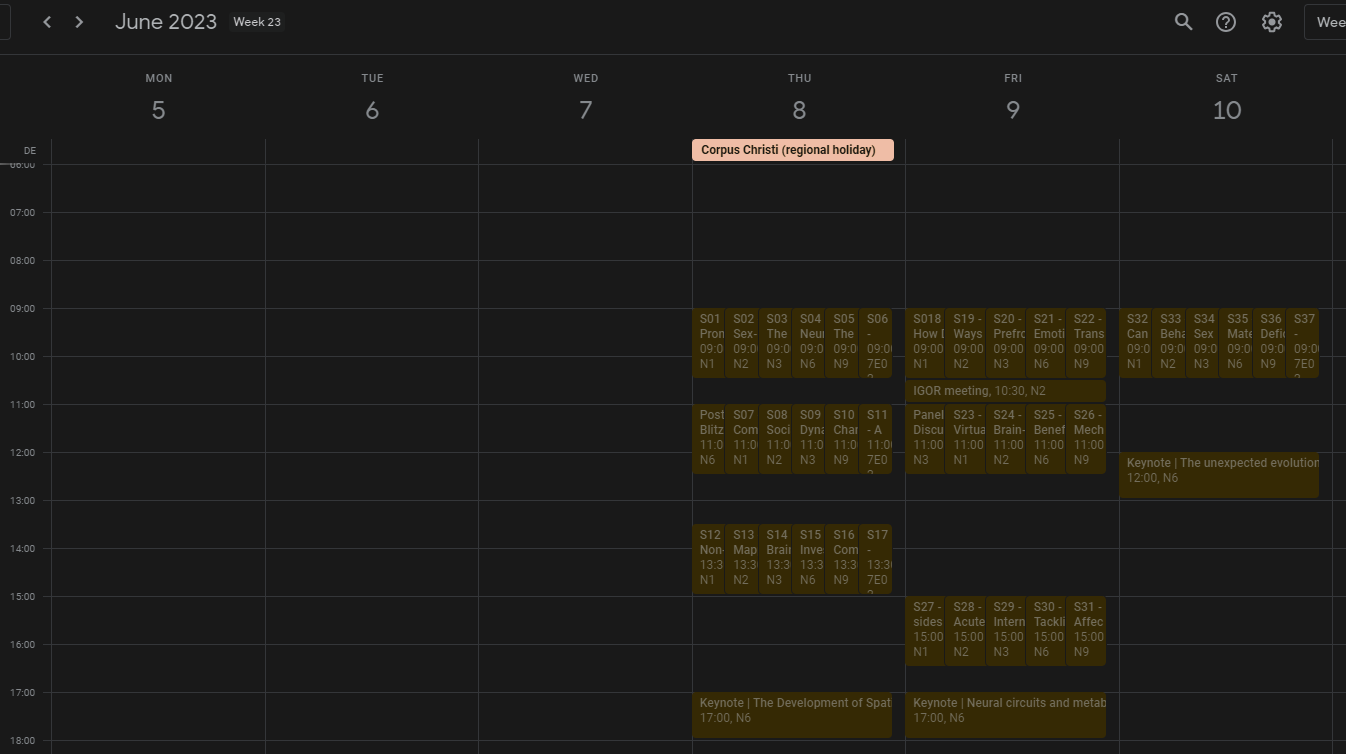 June 2023 Week 23
Wee
MON TUE WED THU FRI SAT
5 6 7 8 9 10
DE
Corpus Christi (regional holiday)
06:00
07:00
08:00
09:00
10:00
11:00
12:00
13:00
14:00
15:00
16:00
17:00
18:00
S01
Pron
09:0
N1
S02
Sex-
09:0
N2
S03
The
09:0
N3
S04
Neur
09:0
N6
S05
The
09:0
N9
S06
-
09:00
7E0
Post
Blitz
11:0
N6
S07
Com
11:0
N1
S08
Soci
11:0
N2
S09
Dyna
11:0
N3
S10
Char
11:0
N9
S11
- A
11:00
7E0
S12
Non-
13:3
N1
S13
Map
13:3
N2
S14
Brain
13:3
N3
S15
Inve
13:3
N6
S16
Com
13:3
N9
S17
-
13:30
7E0
Keynote | The Development of Spati
17:00, N6
S018
How
09:00
N1
S19 -
Ways
09:00
N2
S20 -
Prefro
09:00
N3
S21 -
Emoti
09:00
N6
S22 -
Trans
09:00
N9
IGOR meeting, 10:30, N2
Panel
Discu
11:00
N3
S23 -
Virtua
11:00
N1
S24 -
Brain-
11:00
N2
S25 -
Benef
11:00
N6
S26 -
Mech
11:00
N9
S27 -
sides
15:00
N1
S28 -
Acute
15:00
N2
S29 -
Intern
15:00
N3
S30 -
Tackli
15:00
N6
S31 -
Affec
15:00
N9
Keynote | Neural circuits and metab
17:00, N6
S32
Can
09:0
N1
S33
Beha
09:0
N2
S34
Sex
09:0
N3
S35
Mate
09:0
N6
S36
Defic
09:0
N9
S37
-
09:00
7E0
Keynote | The unexpected evolution
12:00, N6